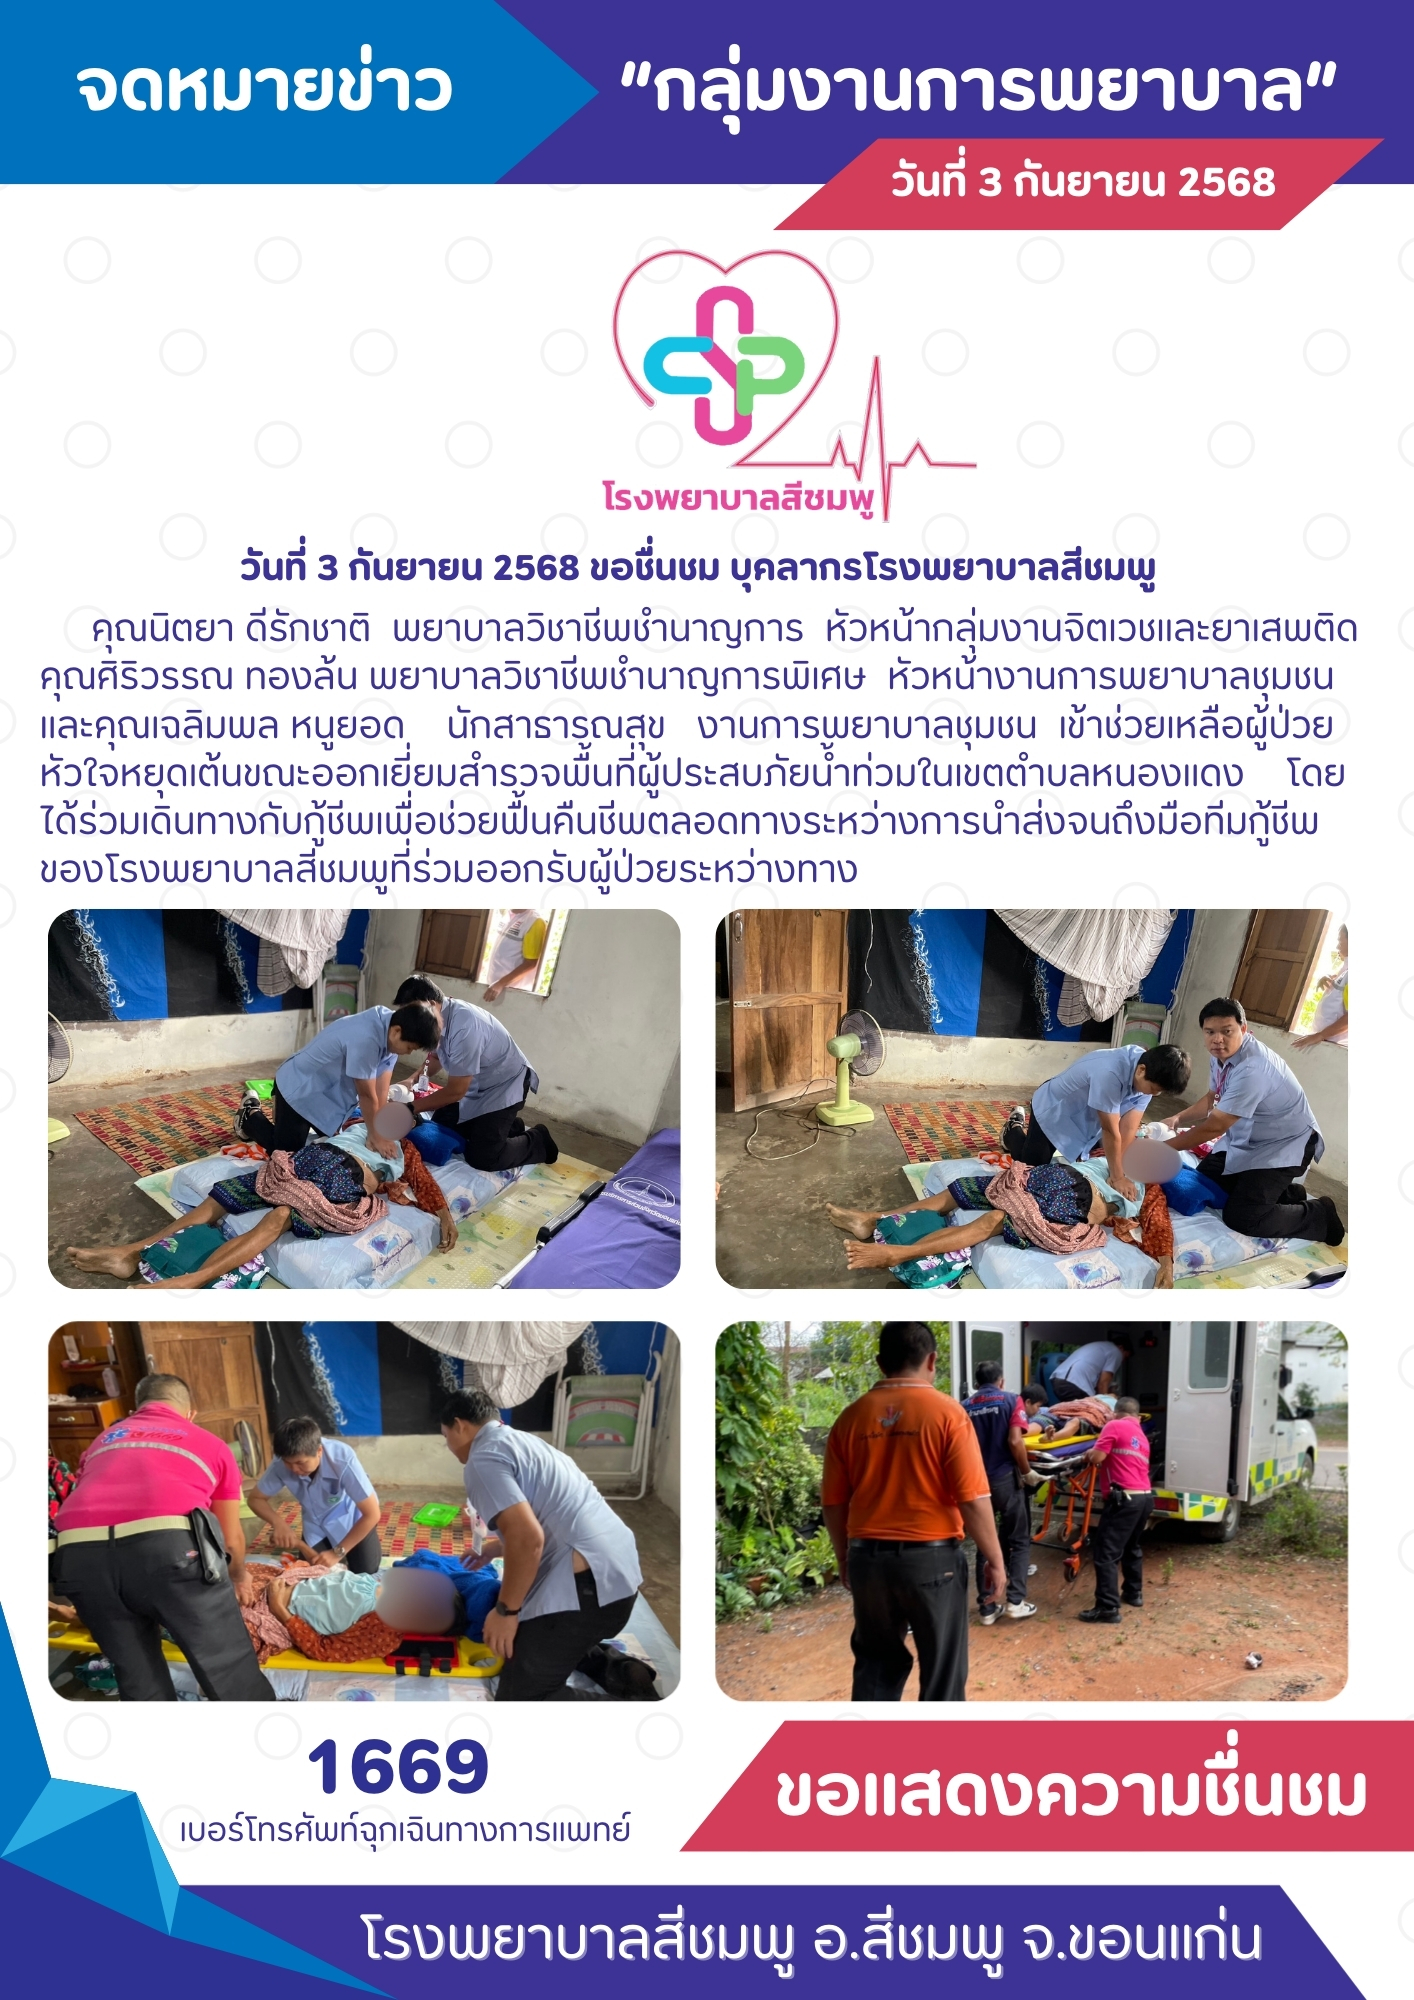 จดหมายข่าว
“กลุ่มงานการพยาบาล”
วันที่ 3 กันยายน 2568
โรงพยาบาลสีชมพู
วันที่ 3 กันยายน 2568 ขอชื่นชม บุคลากรโรงพยาบาลสีชมพู
คุณนิตยา ดีรักชาติ พยาบาลวิชาชีพชำนาญการ หัวหน้ากลุ่มงานจิตเวชและยาเสพติด
คุณศิริวรรณ ทองล้น พยาบาลวิชาชีพชำนาญการพิเศษ หัวหน้างานการพยาบาลชุมชน
และคุณเฉลิมพล หนูยอด นักสาธารณสุข งานการพยาบาลชุมชน เข้าช่วยเหลือผู้ป่วย
หัวใจหยุดเต้นขณะออกเยี่ยมสำรวจพื้นที่ผู้ประสบภัยน้ำท่วมในเขตตำบลหนองแดง โดย
ได้ร่วมเดินทางกับกู้ชีพเพื่อช่วยฟื้นคืนชีพตลอดทางระหว่างการนำส่งจนถึงมือทีมกู้ชีพ
ของโรงพยาบาลสีชมพูที่ร่วมออกรับผู้ป่วยระหว่างทาง
1669
เบอร์โทรศัพท์ฉุกเฉินทางการแพทย์
ขอแสดงความชื่นชม
โรงพยาบาลสีชมพู อ.สีชมพู จ.ขอนแก่น